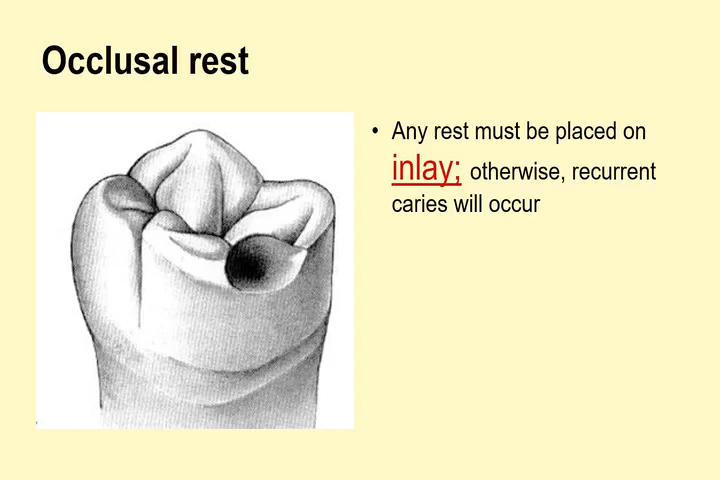 Occlusal rest
• Any rest must be placed on
inlay; otherwise, recurrent
caries will occur